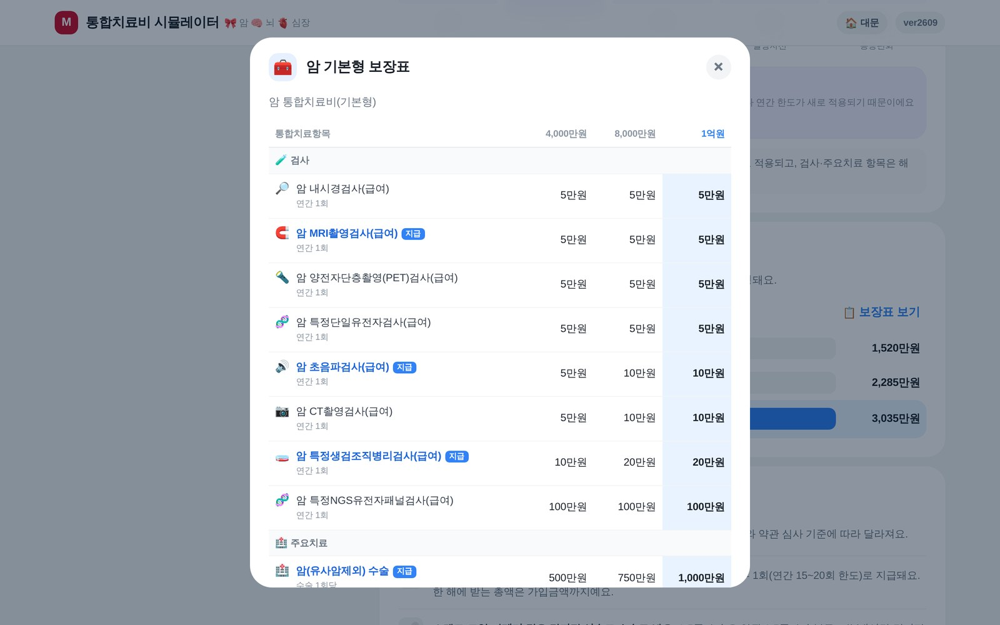 M 통합치료비 시뮬레이터 암 뇌 심장 대문 ver2609
암 기본형 보장표
암 통합치료비(기본형)
연간 한도가 새로 적용되기 때문이에요
통합치료항목 4,000만원 8,000만원 1억원
검사
적용되고, 검사·주요치료 항목은 해
암 내시경검사(급여) 5만원 5만원 5만원
연간 1회
암 MRI촬영검사(급여) 지급 5만원 5만원 5만원
연간 1회
암 양전자단층촬영(PET)검사(급여) 5만원 5만원 5만원
연간 1회
돼요.
보장표 보기
암 특정단일유전자검사(급여) 5만원 5만원 5만원
연간 1회
1,520만원
암 초음파검사(급여) 지급 5만원 10만원 10만원
연간 1회
2,285만원
암 CT촬영검사(급여) 5만원 10만원 10만원
연간 1회
3,035만원
암 특정생검조직병리검사(급여) 지급 10만원 20만원 20만원
연간 1회
암 특정NGS유전자패널검사(급여) 100만원 100만원 100만원
연간 1회
약관 심사 기준에 따라 달라져요.
주요치료
암(유사암제외) 수술 지급 500만원 750만원 1,000만원
수술 1회당
1회(연간 15~20회 한도)로 지급돼요.
한 해에 받는 총액은 가입금액까지예요.